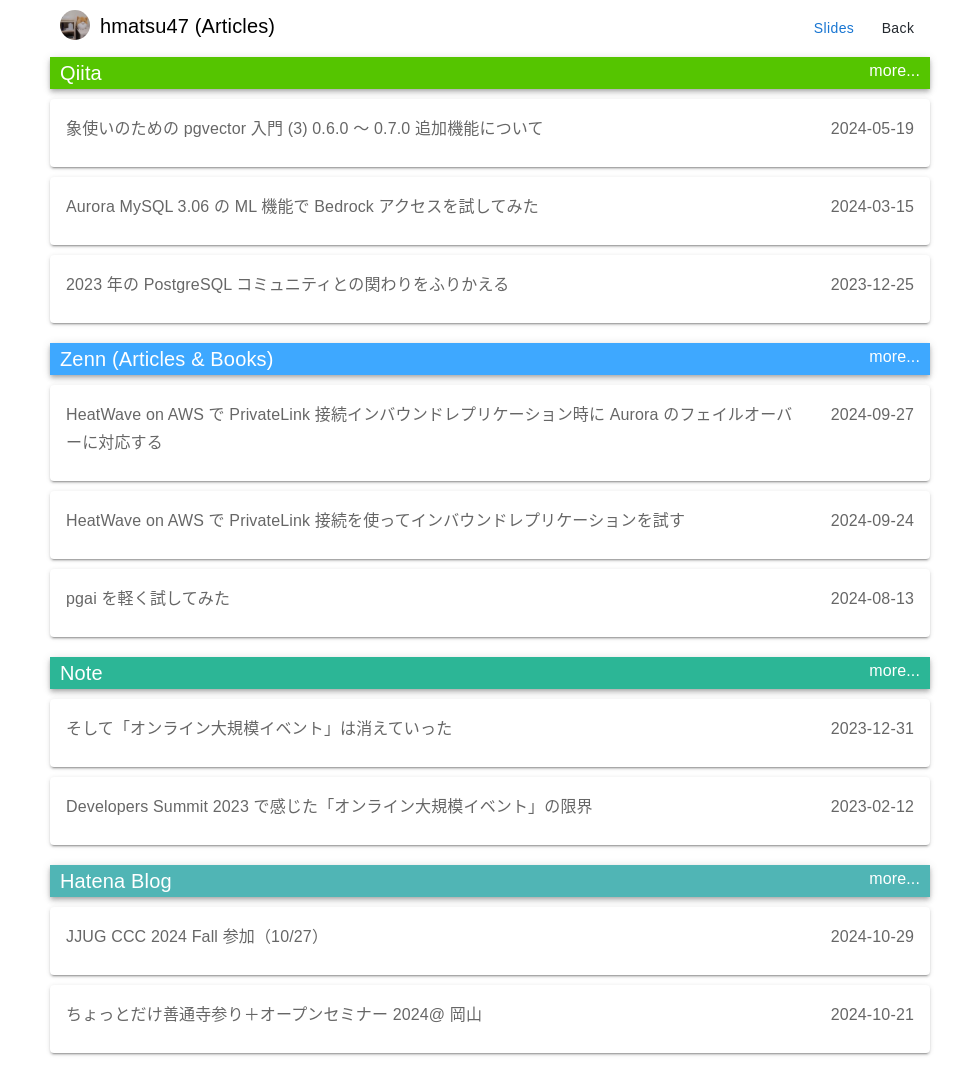 hmatsu47 (Articles)
Slides
Back
Qiita
more...
象使いのための pgvector 入門 (3) 0.6.0 〜 0.7.0 追加機能について
2024-05-19
Aurora MySQL 3.06 の ML 機能で Bedrock アクセスを試してみた
2024-03-15
2023 年の PostgreSQL コミュニティとの関わりをふりかえる
2023-12-25
Zenn (Articles & Books)
more...
HeatWave on AWS で PrivateLink 接続インバウンドレプリケーション時に Aurora のフェイルオーバ
ーに対応する
2024-09-27
HeatWave on AWS で PrivateLink 接続を使ってインバウンドレプリケーションを試す
2024-09-24
pgai を軽く試してみた
2024-08-13
Note
more...
そして「オンライン大規模イベント」は消えていった
2023-12-31
Developers Summit 2023 で感じた「オンライン大規模イベント」の限界
2023-02-12
Hatena Blog
more...
JJUG CCC 2024 Fall 参加（10/27）
2024-10-29
ちょっとだけ善通寺参り＋オープンセミナー 2024@ 岡山
2024-10-21